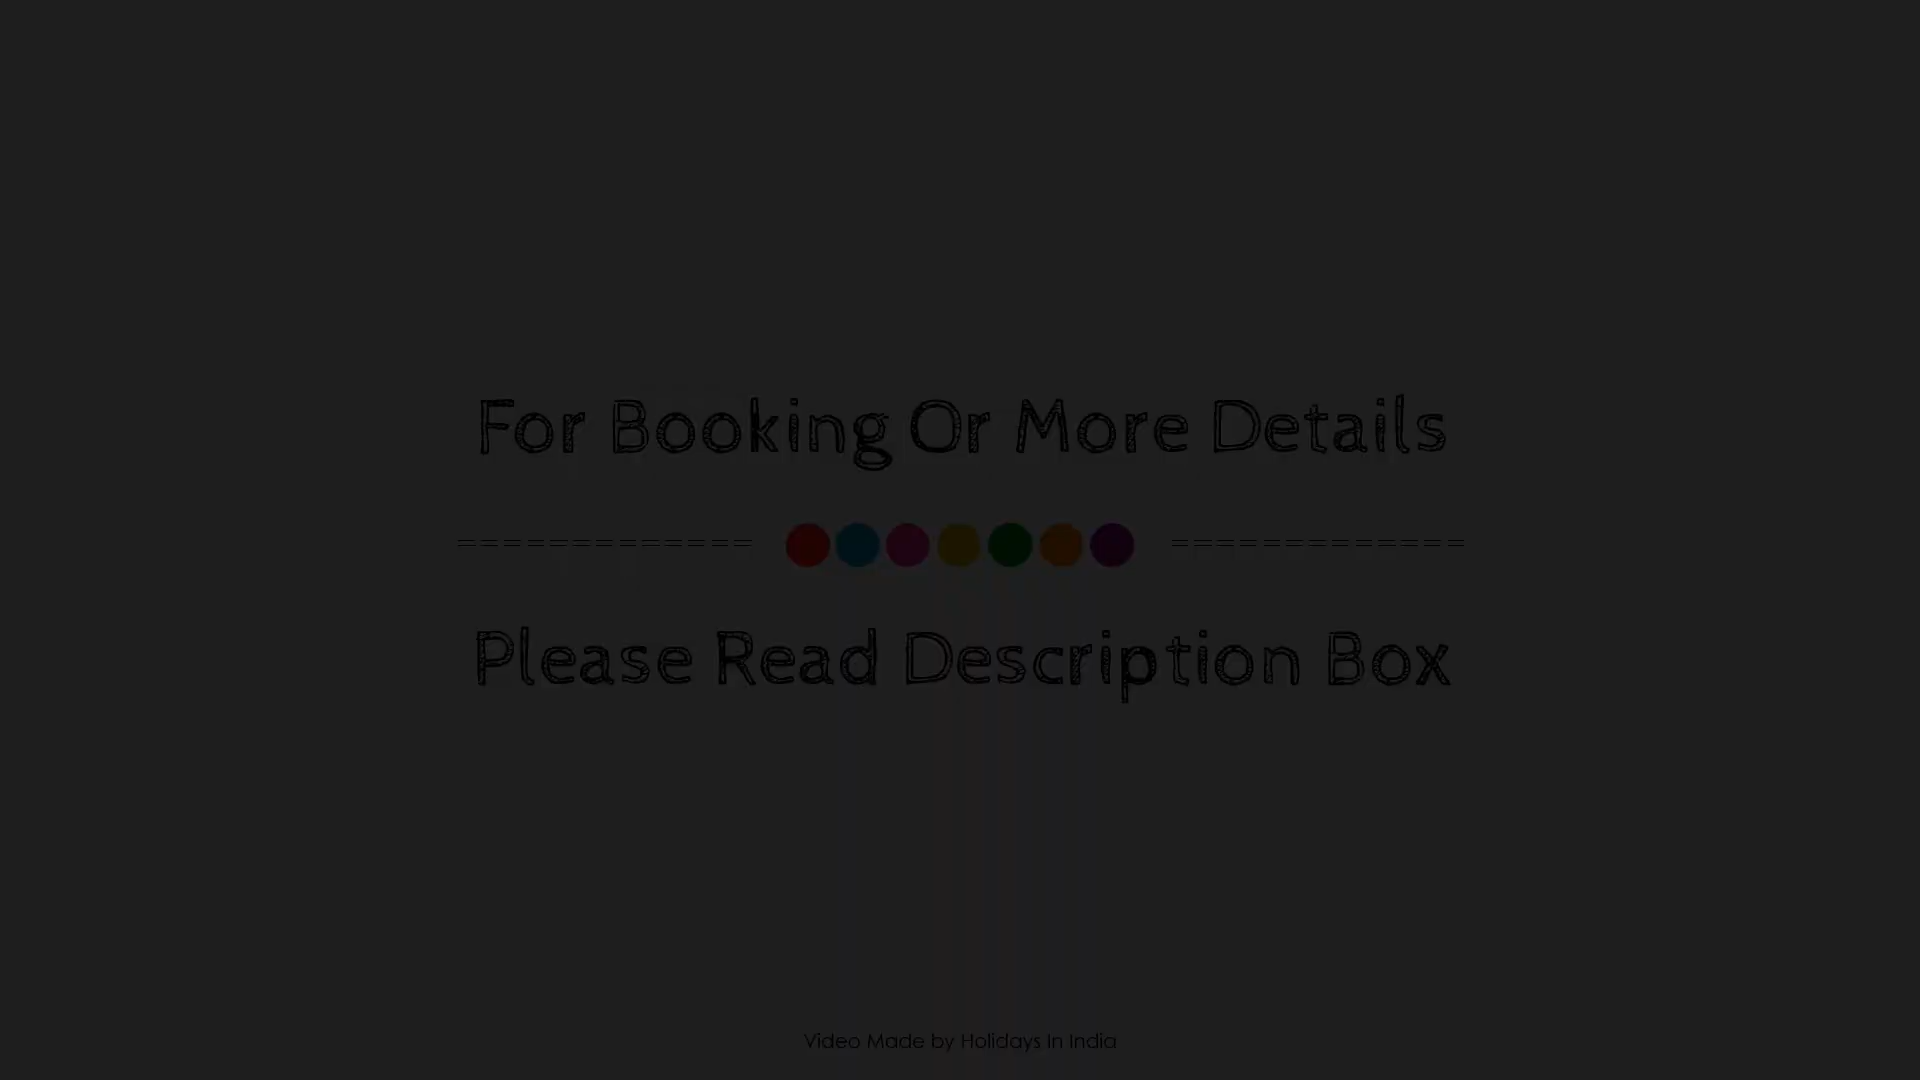 For Booking Or More Details
============= =============
Please Read Description Box
Video Made by Holidays In India